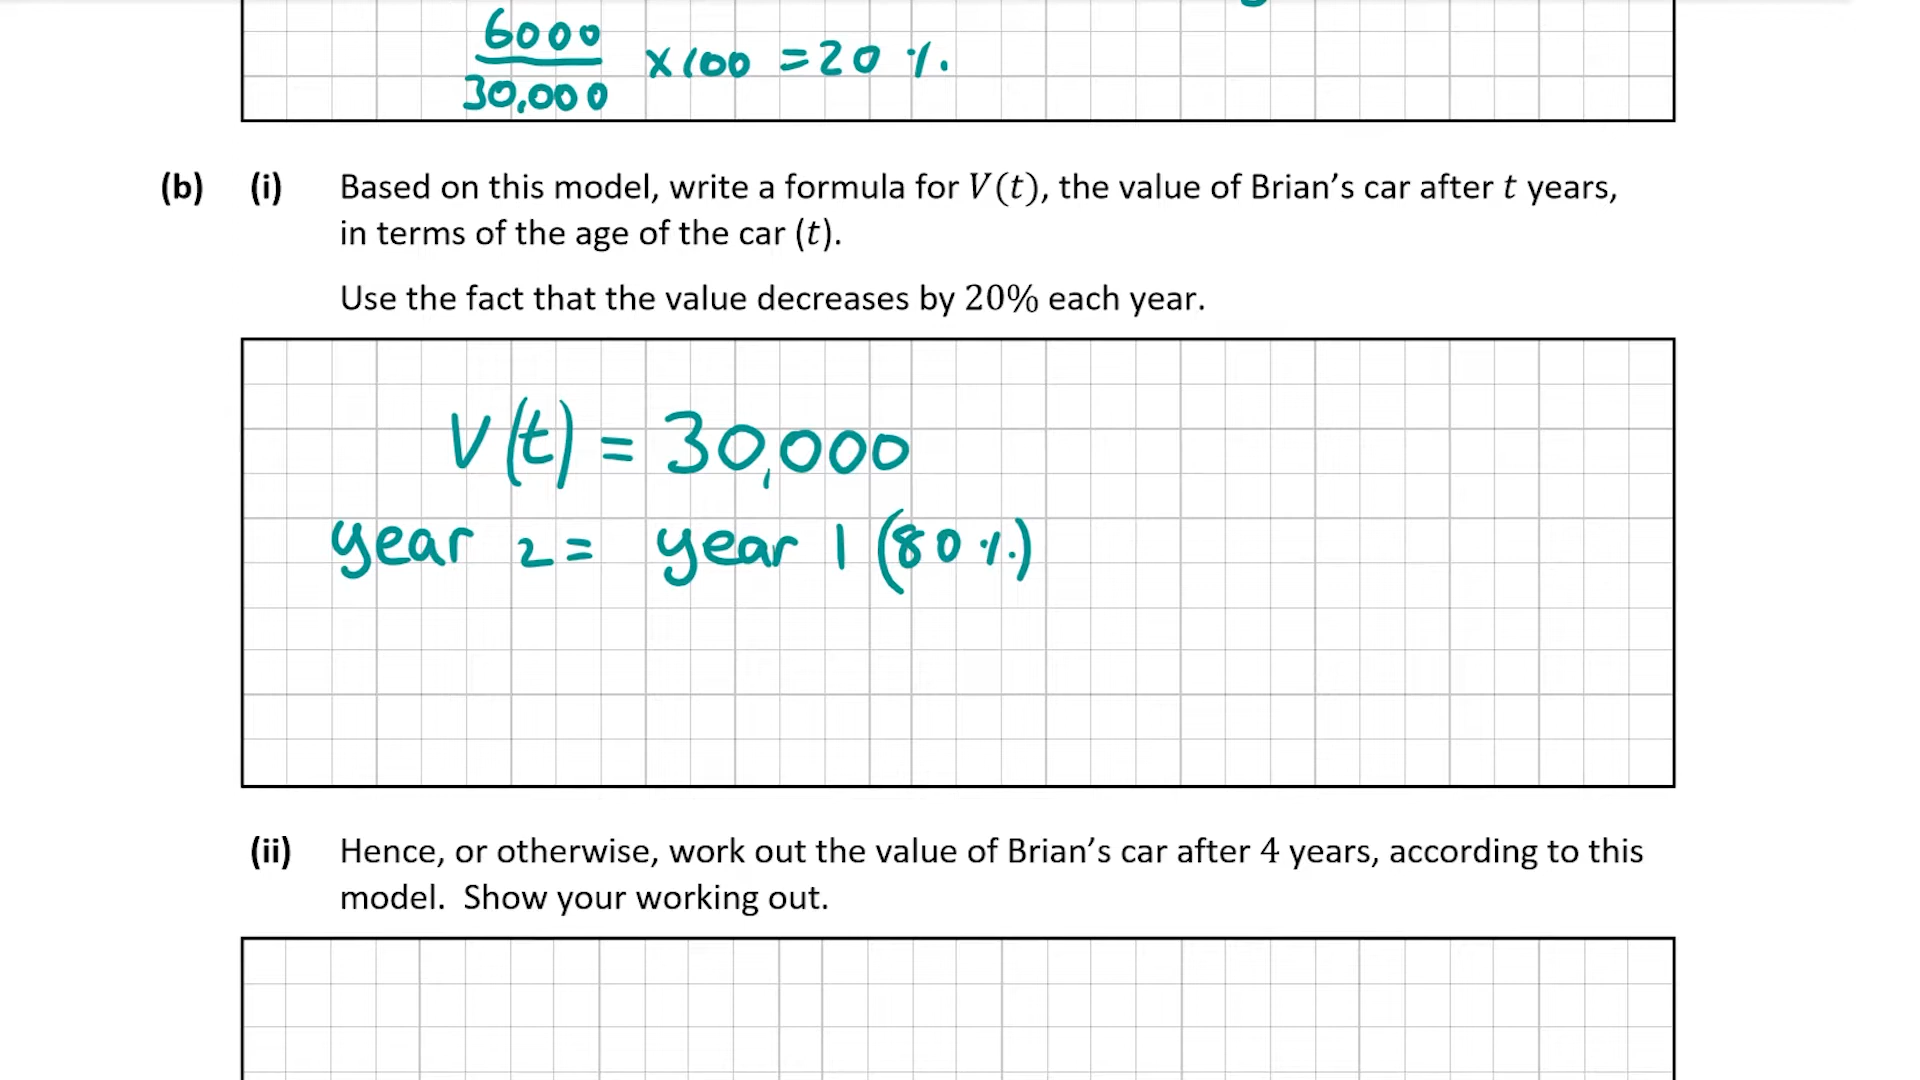 6000
30,000 ×100 = 20 %.
(b) (i) Based on this model, write a formula for V(t), the value of Brian’s car after t years,
in terms of the age of the car (t).
Use the fact that the value decreases by 20% each year.
V(t) = 30,000
year 2 = year 1 (80 %)
(ii) Hence, or otherwise, work out the value of Brian’s car after 4 years, according to this
model. Show your working out.